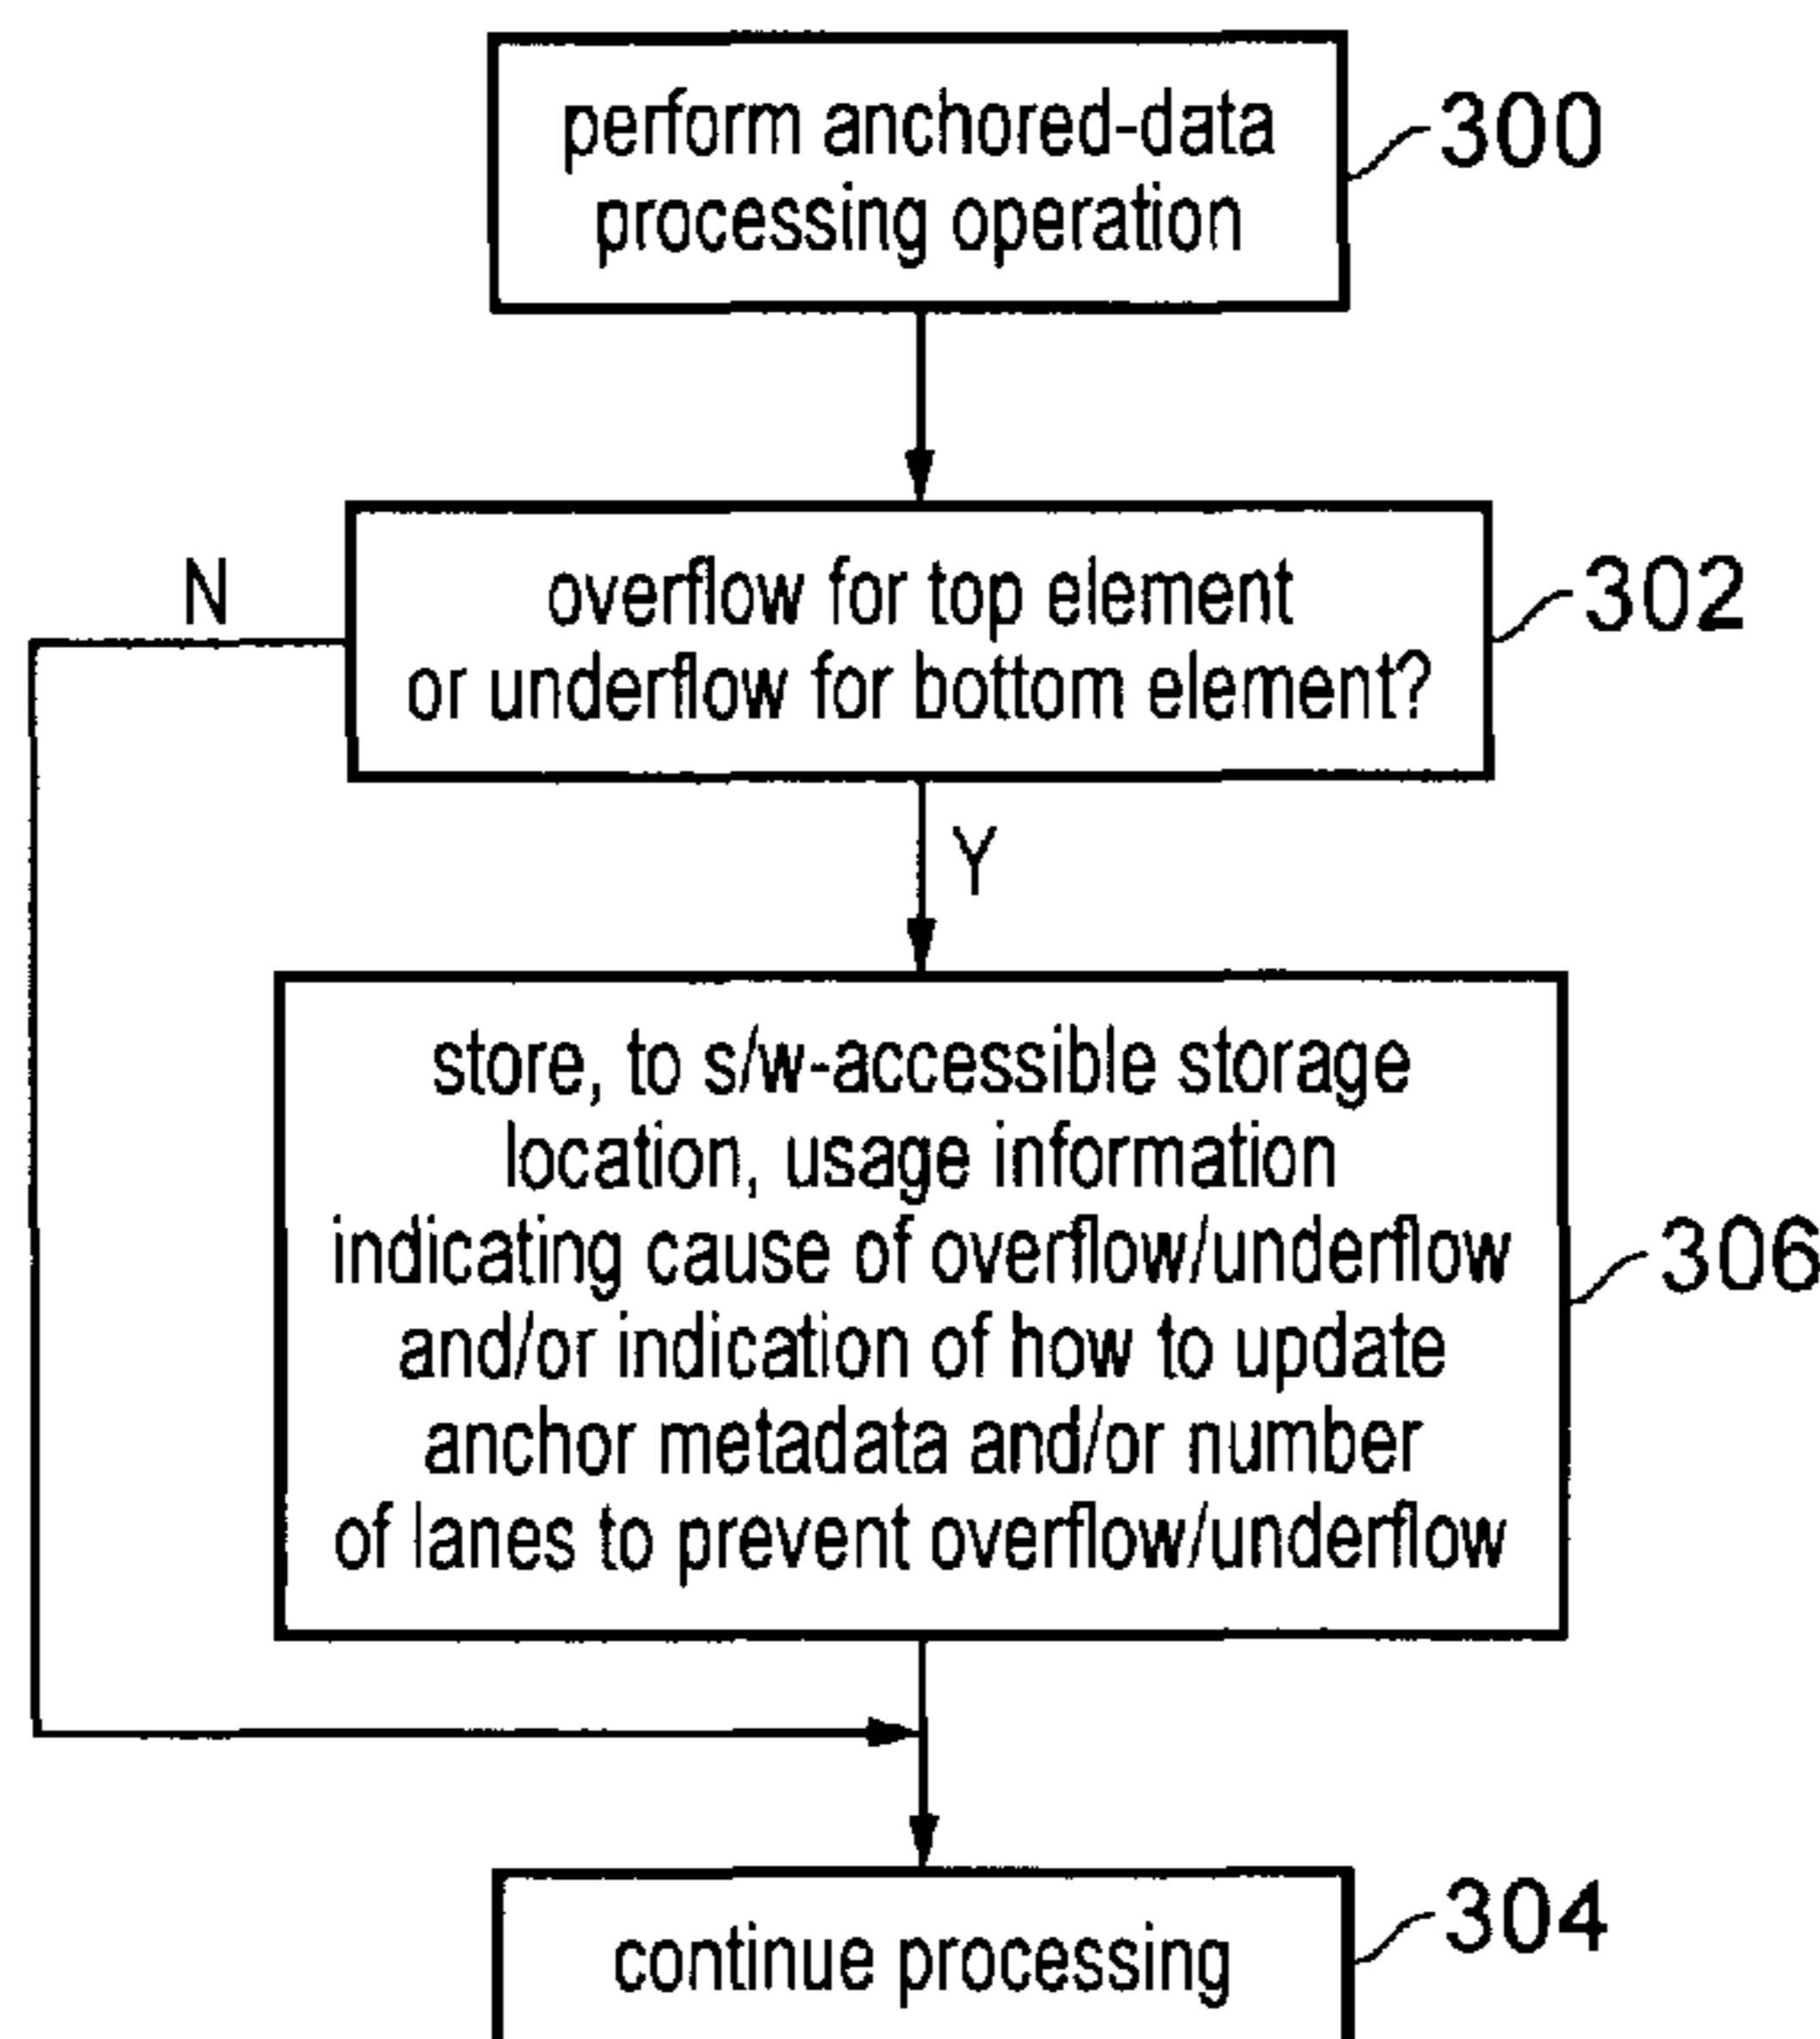 perform anchored-data
processing operation
300
overflow for top element
or underflow for bottom element?
302
N
Y
store, to s/w-accessible storage
location, usage information
indicating cause of overflow/underflow
and/or indication of how to update
anchor metadata and/or number
of lanes to prevent overflow/underflow
306
continue processing
304